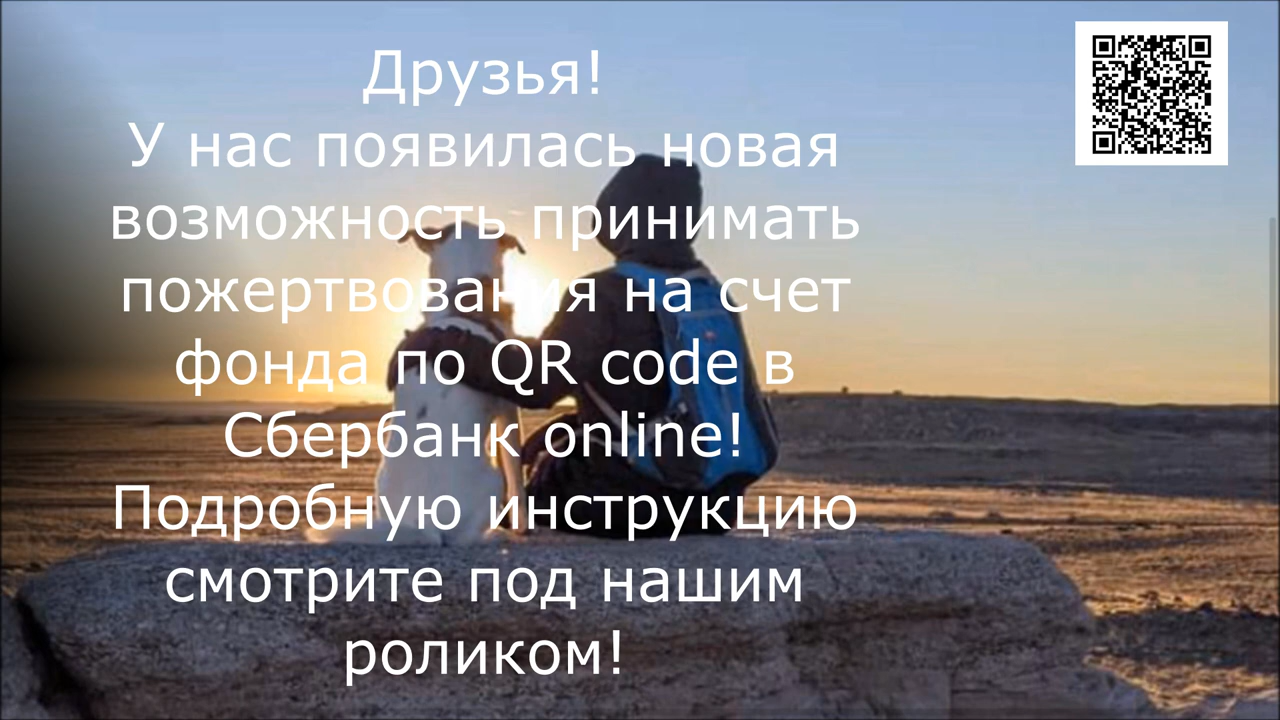 Друзья!
У нас появилась новая
возможность принимать
пожертвования на счет
фонда по QR code в
Сбербанк online!
Подробную инструкцию
смотрите под нашим
роликом!